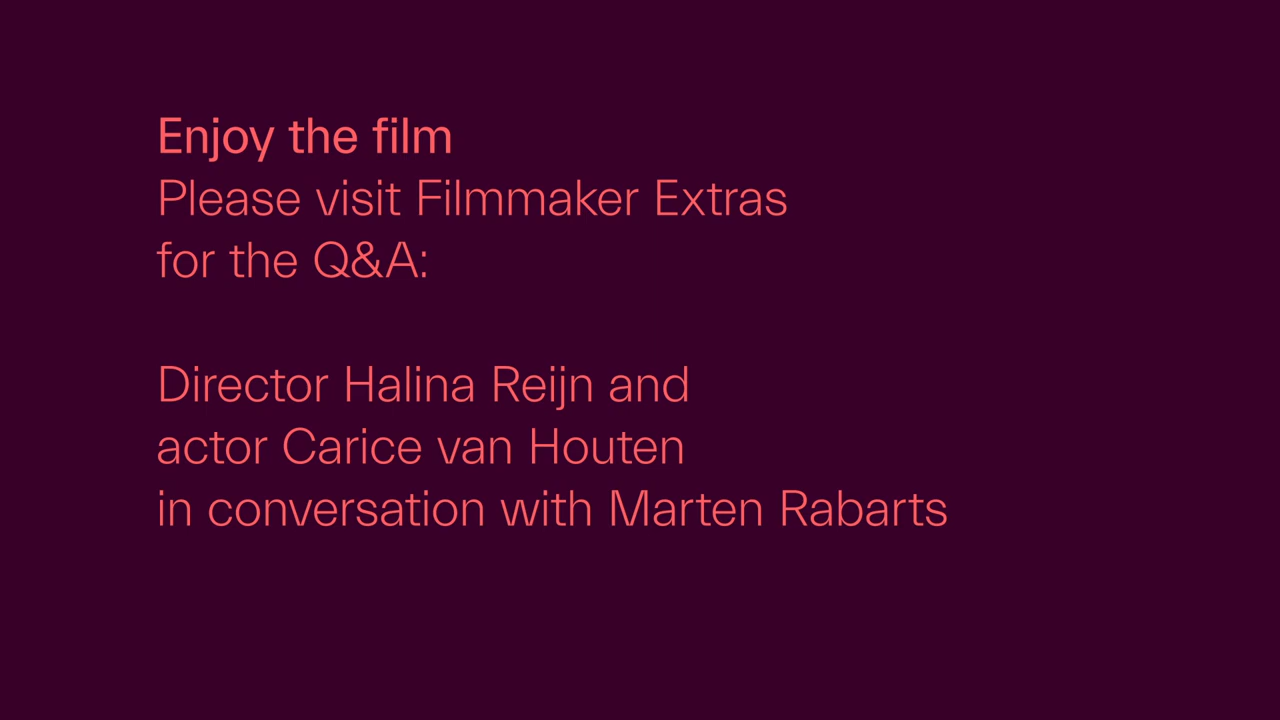 Enjoy the film
Please visit Filmmaker Extras
for the Q&A:
Director Halina Reijn and
actor Carice van Houten
in conversation with Marten Rabarts